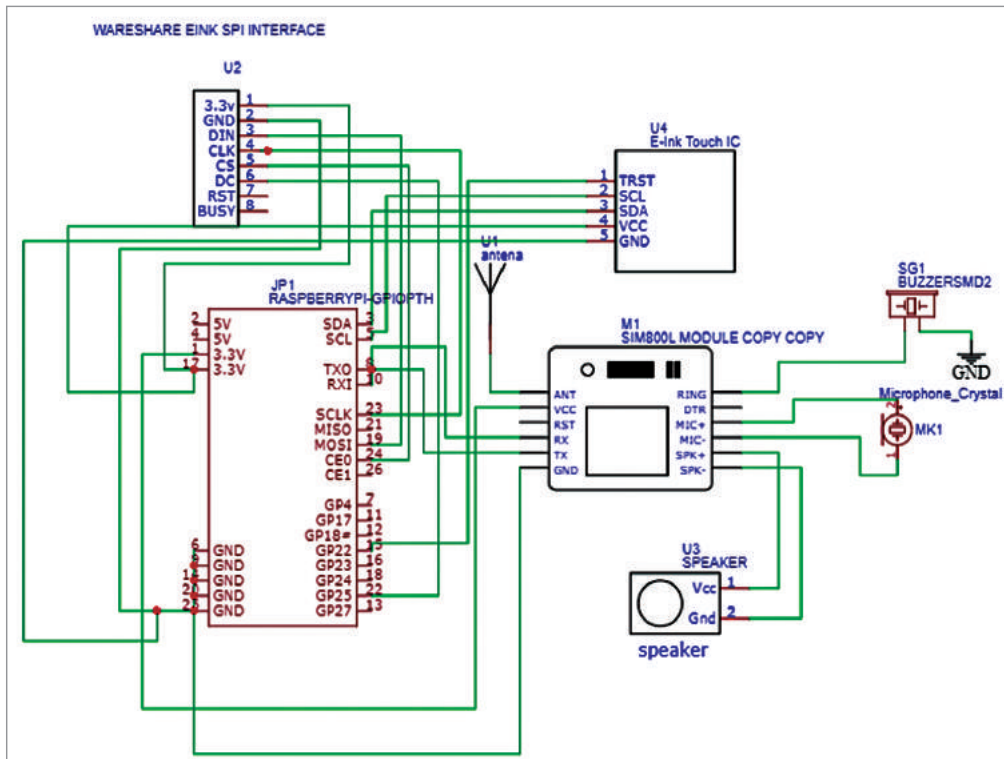 WARESHARE EINK SPI INTERFACE
U2
3.3v 1
GND 2
DIN 3
CLK 4
CS 5
DC 6
RST 7
BUSY 8
U4
E-Ink Touch IC
1 TRST
2 SCL
3 SDA
4 VCC
5 GND
U1
antena
SG1
BUZZERSMD2
GND
JP1
RASPBERRYPI-GPIOPTH
2 5V
4 5V
1 3.3V
17 3.3V
6 GND
GND
GND
GND
GND
SDA 3
SCL 5
TXO 8
RXI 10
SCLK 23
MISO 21
MOSI 19
CE0 24
CE1 26
GP4 7
GP17 11
GP18# 12
GP22 15
GP23 16
GP24 18
GP25 22
GP27 13
M1
SIM800L MODULE COPY COPY
ANT
VCC
RST
RX
TX
GND
RING
DTR
MIC+
MIC-
SPK+
SPK-
Microphone_Crystal
2
MK1
1
U3
SPEAKER
Vcc 1
Gnd 2
speaker